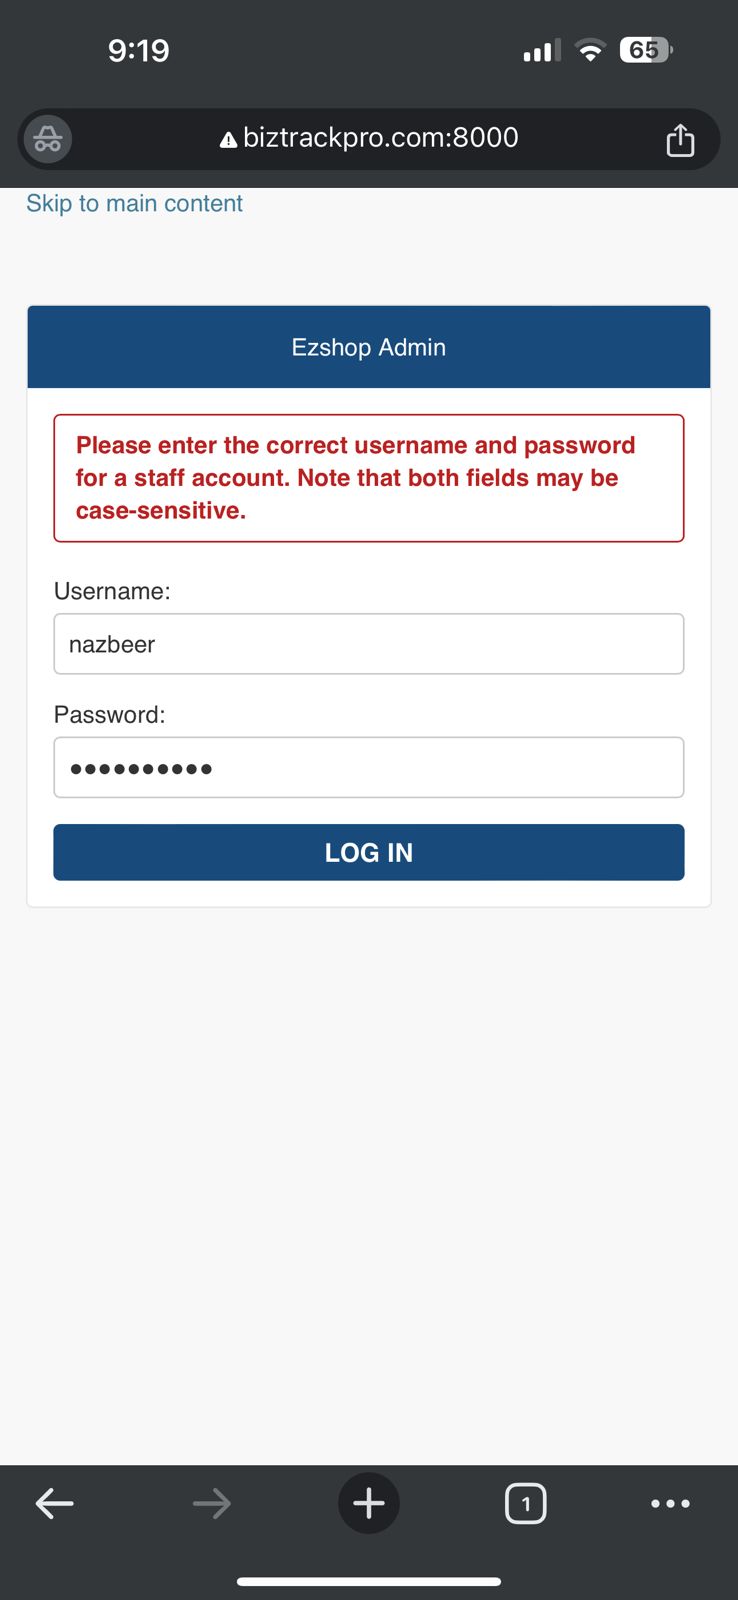 9:19
65
biztrackpro.com:8000
Skip to main content
Ezshop Admin
Please enter the correct username and password
for a staff account. Note that both fields may be
case-sensitive.
Username:
nazbeer
Password:
••••••••••
LOG IN
1